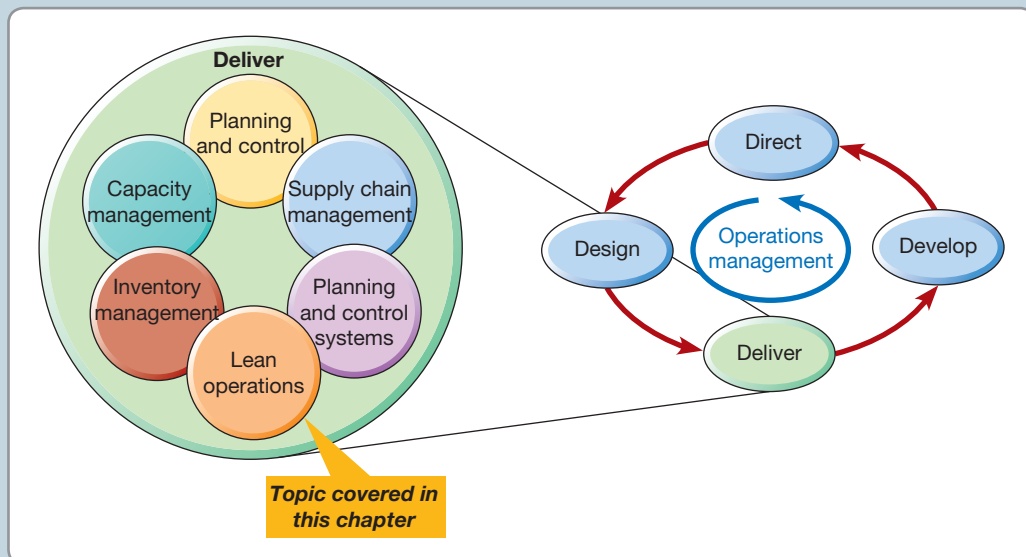 Deliver
Planning
and control
Capacity
management
Supply chain
management
Inventory
management
Planning
and control
systems
Lean
operations
Topic covered in
this chapter
Direct
Design
Operations
management
Develop
Deliver